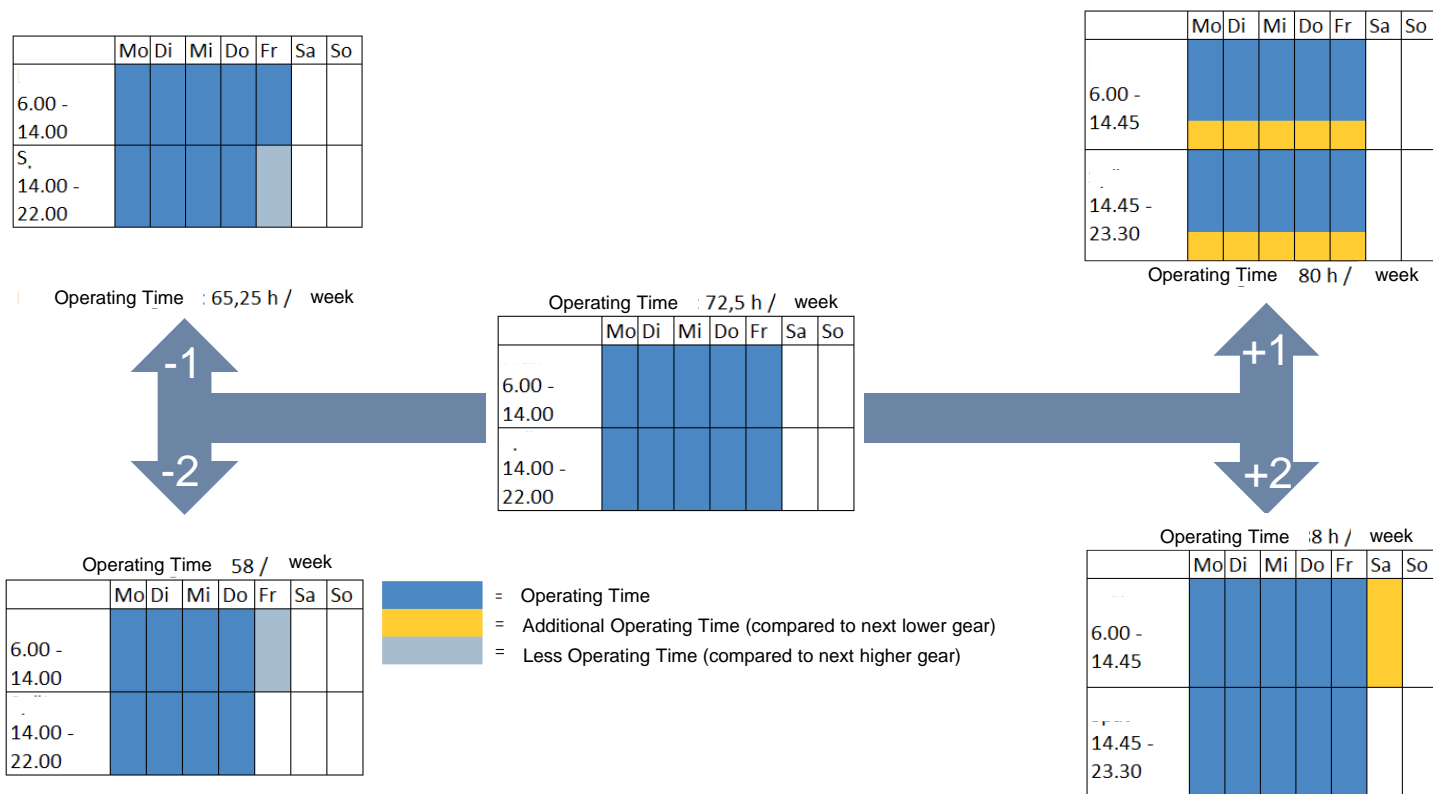 Mo Di Mi Do Fr Sa So
6.00 -
14.00
S
14.00 -
22.00
Operating Time : 65,25 h / week
-1
-2
Operating Time 58 / week
Mo Di Mi Do Fr Sa So
6.00 -
14.00
14.00 -
22.00
Operating Time : 72,5 h / week
Mo Di Mi Do Fr Sa So
6.00 -
14.00
14.00 -
22.00
= Operating Time
= Additional Operating Time (compared to next lower gear)
= Less Operating Time (compared to next higher gear)
Mo Di Mi Do Fr Sa So
6.00 -
14.45
14.45 -
23.30
Operating Time 80 h / week
+1
+2
Operating Time 8 h / week
Mo Di Mi Do Fr Sa So
6.00 -
14.45
14.45 -
23.30